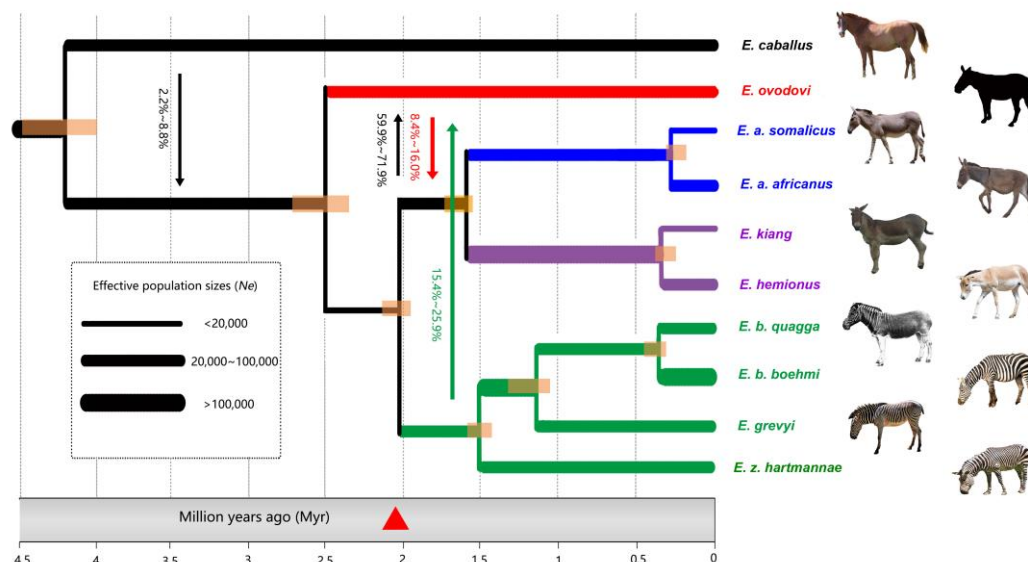 E. caballus
E. ovodovi
E. a. somalicus
E. a. africanus
E. kiang
E. hemionus
E. b. quagga
E. b. boehmi
E. grevyi
E. z. hartmannae
2.2%~8.8%
59.9%~71.9%
8.4%~16.0%
15.4%~25.9%
Effective population sizes (Ne)
<20,000
20,000~100,000
>100,000
Million years ago (Myr)
4.5 4 3.5 3 2.5 2 1.5 1 0.5 0